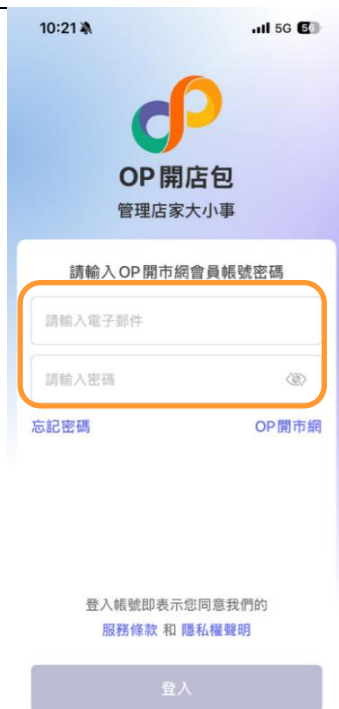 10:21 5G 50
OP 開店包
管理店家大小事
請輸入OP開市網會員帳號密碼
請輸入電子郵件
請輸入密碼
忘記密碼 OP開市網
登入帳號即表示您同意我們的
服務條款 和 隱私權聲明
登入